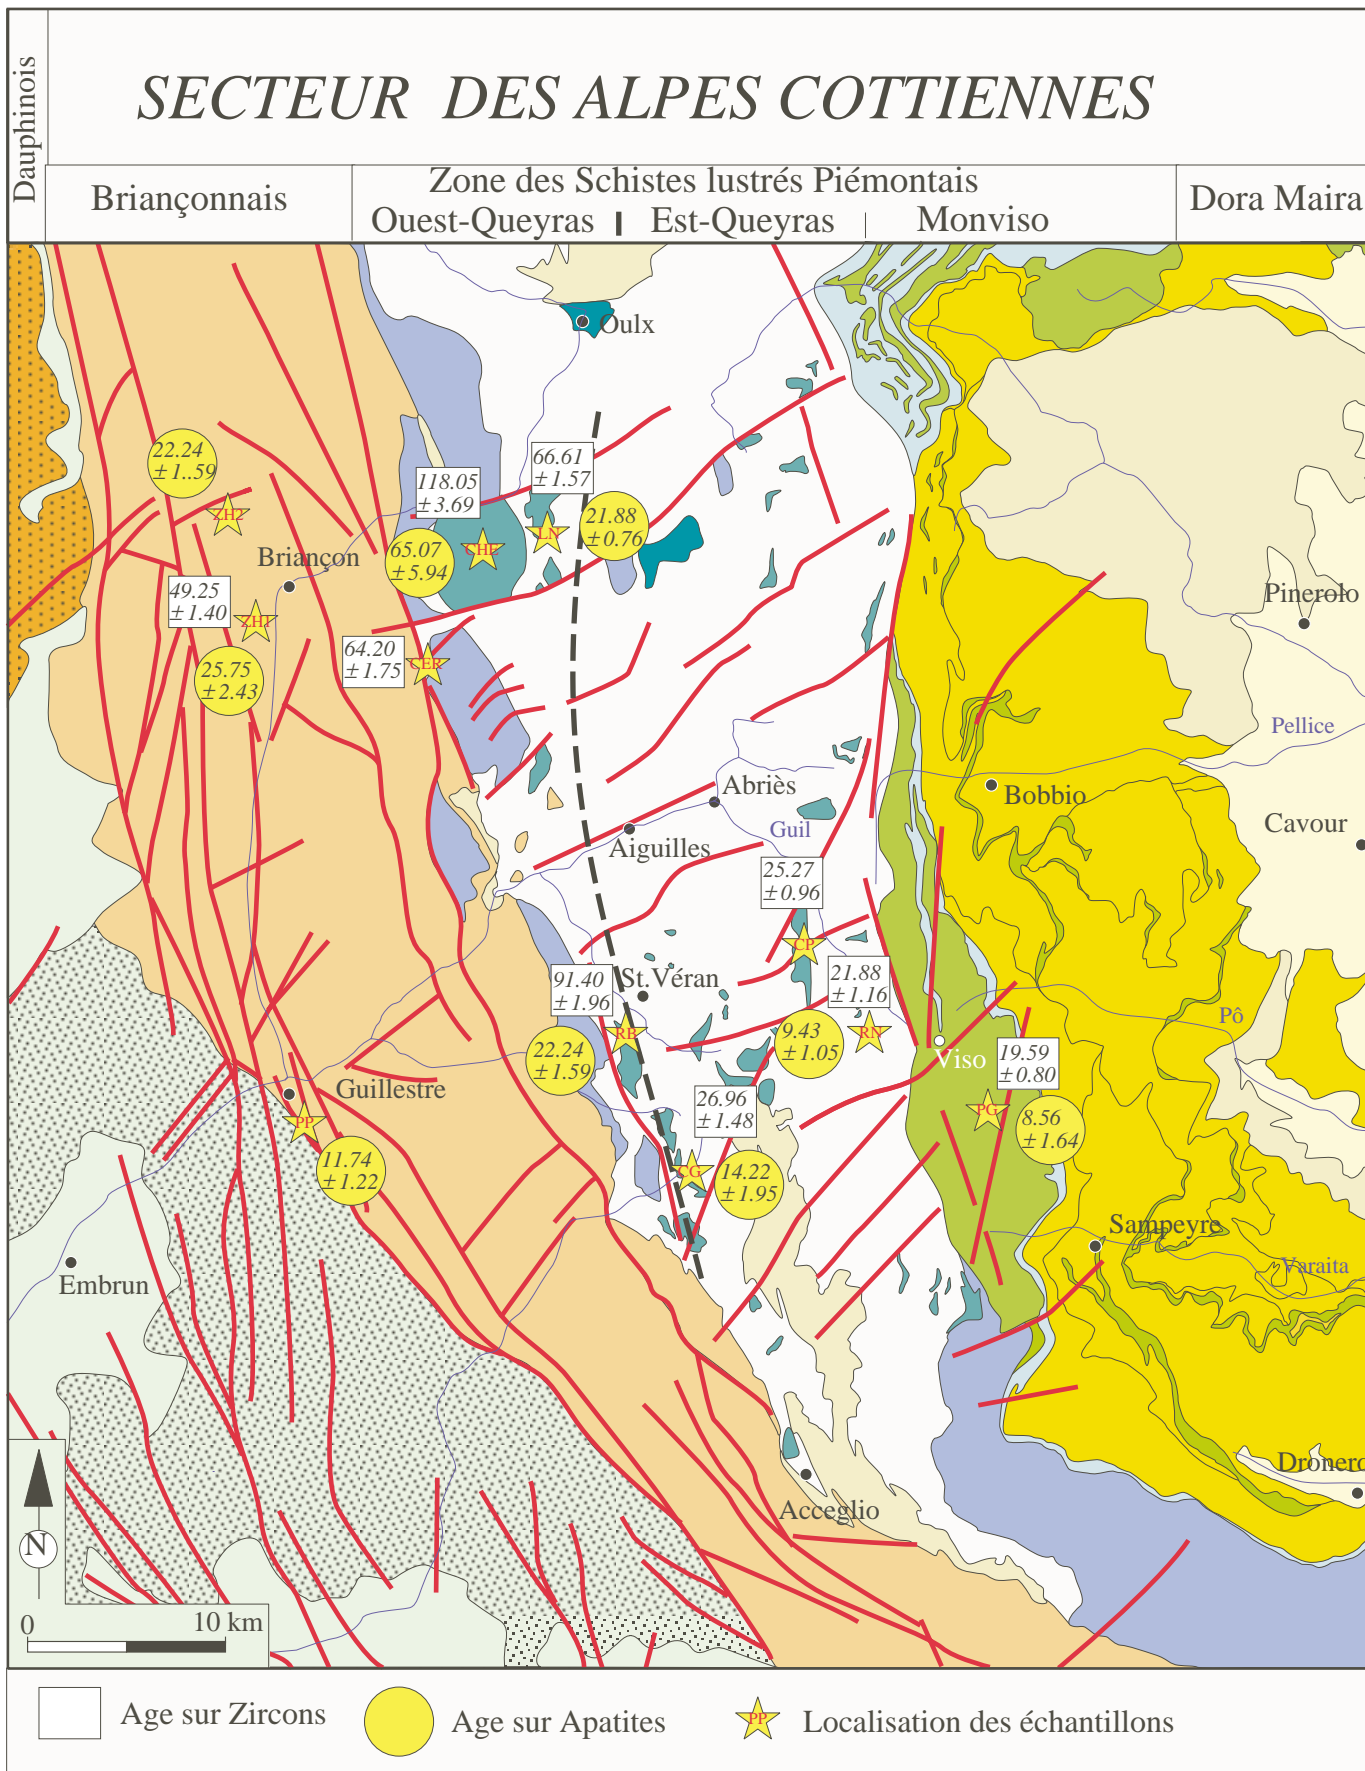 Dauphinois
SECTEUR DES ALPES COTTIENNES
Briançonnais
Zone des Schistes lustrés Piémontais
Ouest-Queyras
Est-Queyras
Monviso
Dora Maira
Oulx
22.24
±1..59
ZH2
118.05
±3.69
66.61
±1.57
LN
21.88
±0.76
CHE
65.07
±5.94
Briançon
49.25
±1.40
ZH1
Pinerolo
64.20
±1.75
CER
25.75
±2.43
Pellice
Abriès
Bobbio
Guil
Aiguilles
Cavour
25.27
±0.96
CP
91.40
±1.96
St.Véran
21.88
±1.16
RB
RN
Pô
22.24
±1.59
9.43
±1.05
Viso
19.59
±0.80
Guillestre
PP
26.96
±1.48
PG
8.56
±1.64
11.74
±1.22
CG
14.22
±1.95
Sampeyre
Embrun
Varaita
Dronero
Acceglio
N
0
10 km
Age sur Zircons
Age sur Apatites
PP
Localisation des échantillons